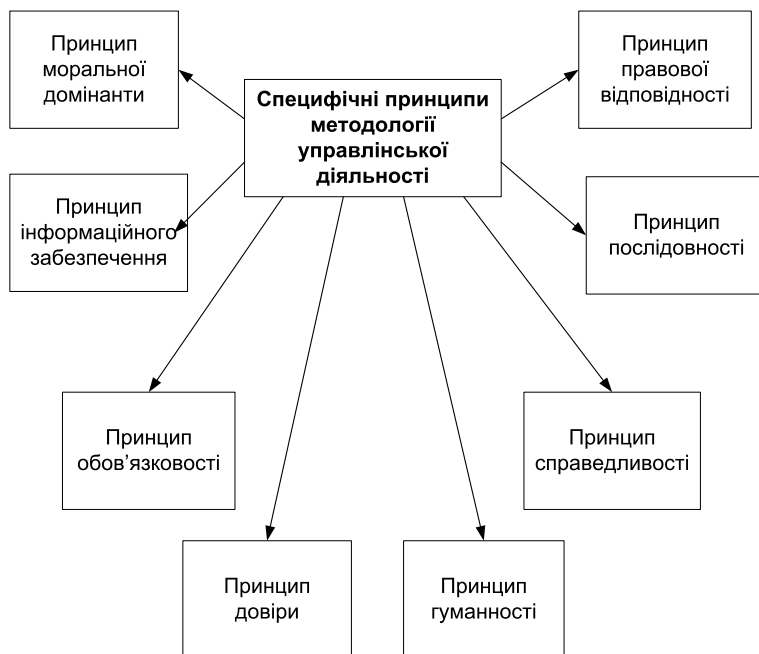 Принцип
моральної
домінанти
Специфічні принципи
методології
управлінської
діяльності
Принцип
правової
відповідності
Принцип
інформаційного
забезпечення
Принцип
послідовності
Принцип
обов’язковості
Принцип
справедливості
Принцип
довіри
Принцип
гуманності